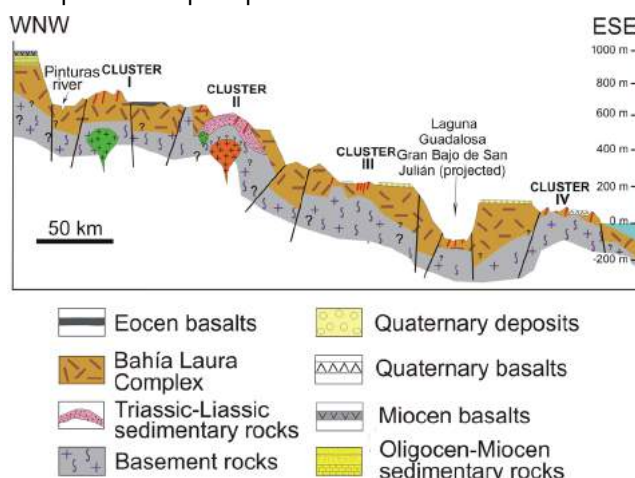 WNW
ESE
Pinturas
river
CLUSTER
I
CLUSTER
II
CLUSTER
III
Laguna
Guadalosa
Gran Bajo de San
Julián (projected)
CLUSTER
IV
1000 m
800 m
600 m
400 m
200 m
0 m
-200 m
50 km
? ? ? ? ? ? ? ? ? ?
Eocen basalts
Bahía Laura
Complex
Triassic-Liassic
sedimentary rocks
Basement rocks
Quaternary deposits
Quaternary basalts
Miocen basalts
Oligocen-Miocen
sedimentary rocks